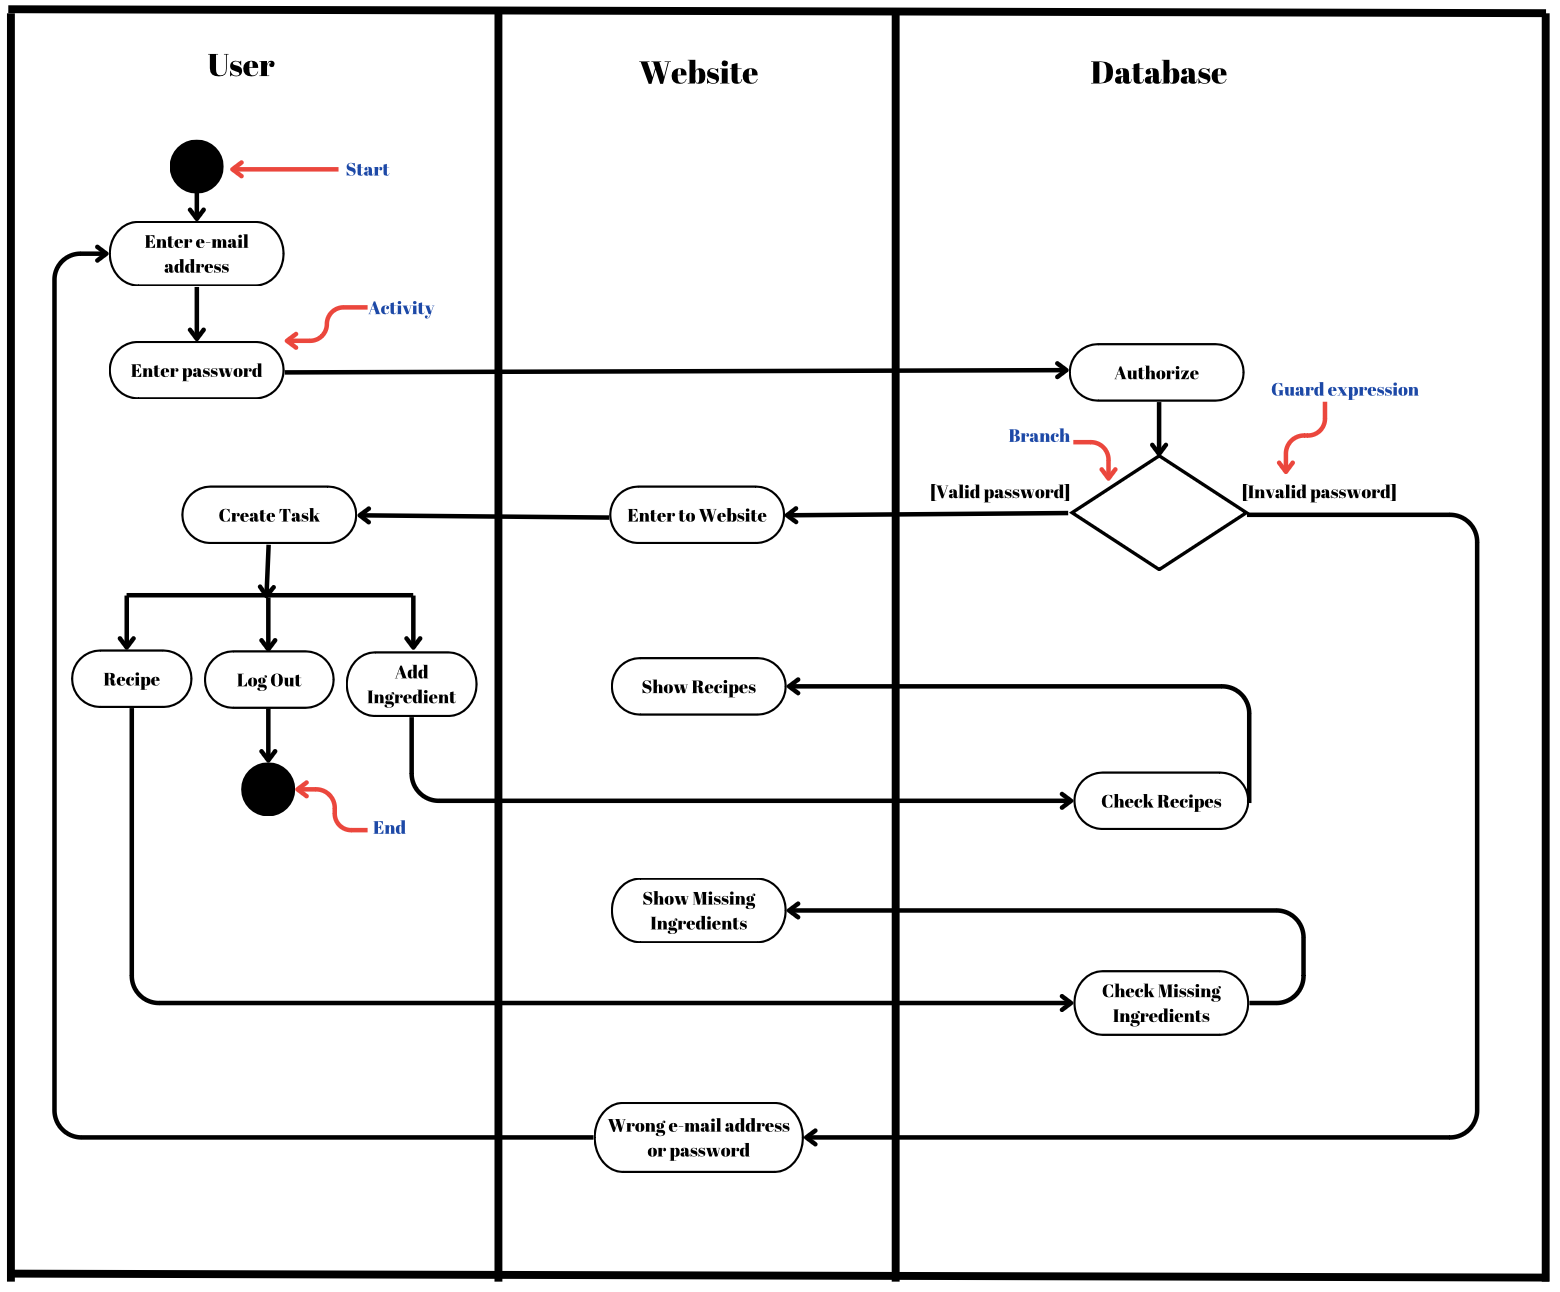 User
Website
Database
Start
Enter e-mail
address
Activity
Enter password
Authorize
Guard expression
Branch
[Valid password]
[Invalid password]
Create Task
Enter to Website
Recipe
Log Out
Add
Ingredient
Show Recipes
Check Recipes
End
Show Missing
Ingredients
Check Missing
Ingredients
Wrong e-mail address
or password